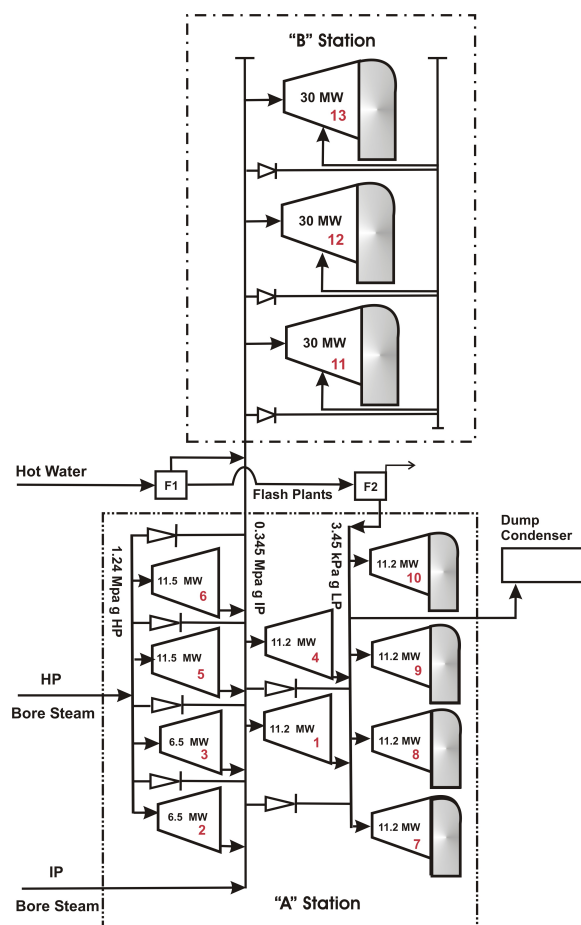 "B" Station
30 MW
13
30 MW
12
30 MW
11
Hot Water
F1
Flash Plants
F2
Dump
Condenser
1.24 Mpa g HP
0.345 Mpa g IP
3.45 kPa g LP
11.2 MW
10
11.5 MW
6
11.2 MW
4
11.5 MW
5
11.2 MW
9
HP
Bore Steam
6.5 MW
3
11.2 MW
1
11.2 MW
8
6.5 MW
2
11.2 MW
7
IP
Bore Steam
"A" Station